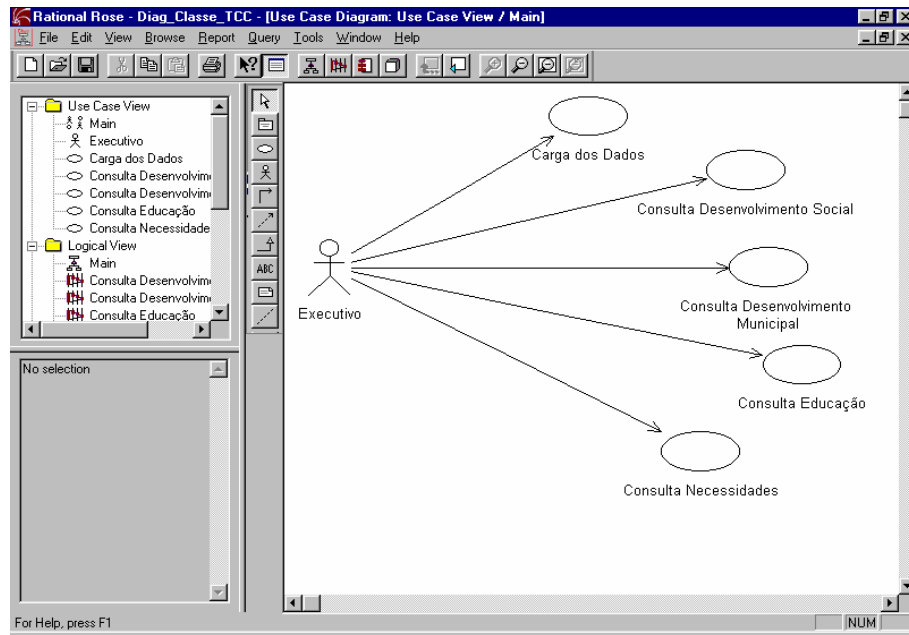 Rational Rose - Diag_Classe_TCC - [Use Case Diagram: Use Case View / Main]
File Edit View Browse Report Query Tools Window Help
Use Case View
Main
Executivo
Carga dos Dados
Consulta Desenvolvim
Consulta Desenvolvim
Consulta Educação
Consulta Necessidade
Logical View
Main
Consulta Desenvolvim
Consulta Desenvolvim
Consulta Educação
No selection
ABC
Carga dos Dados
Consulta Desenvolvimento Social
Executivo
Consulta Desenvolvimento
Municipal
Consulta Educação
Consulta Necessidades
For Help, press F1
NUM